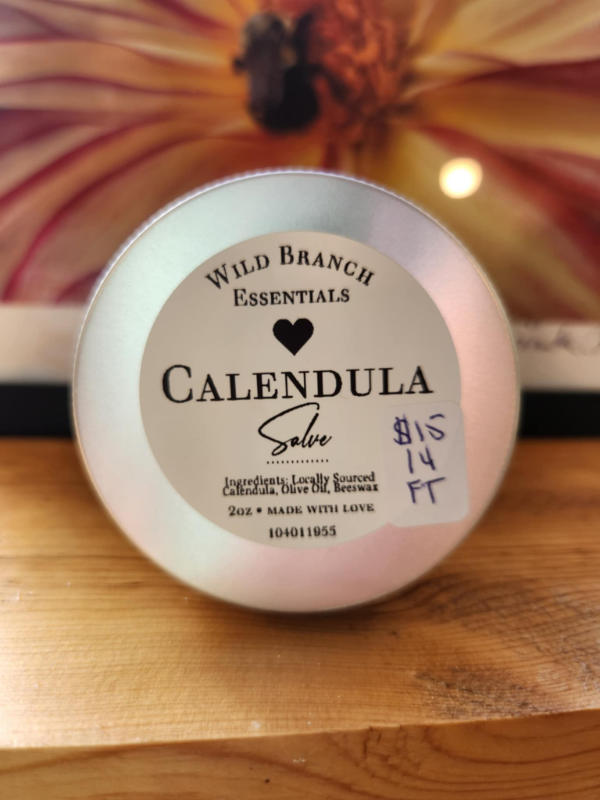 WILD BRANCH
ESSENTIALS
CALENDULA
Salve
Ingredients: Locally Sourced
Calendula, Olive Oil, Beeswax
2oz • MADE WITH LOVE
104011955
$15
14
FT